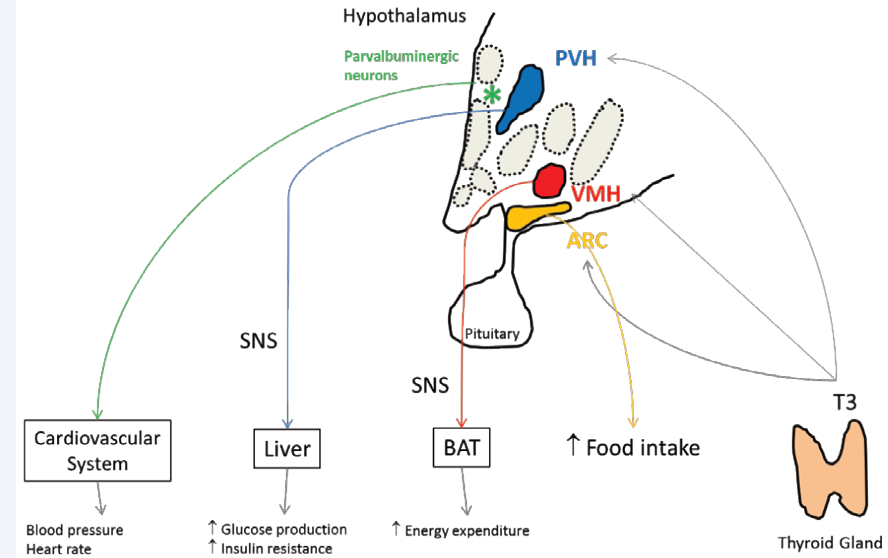 Hypothalamus
Parvalbuminergic
neurons
*
PVH
VMH
ARC
Pituitary
SNS
SNS
T3
Cardiovascular
System
Liver
BAT
↑ Food intake
Blood pressure
Heart rate
↑ Glucose production
↑ Insulin resistance
↑ Energy expenditure
Thyroid Gland